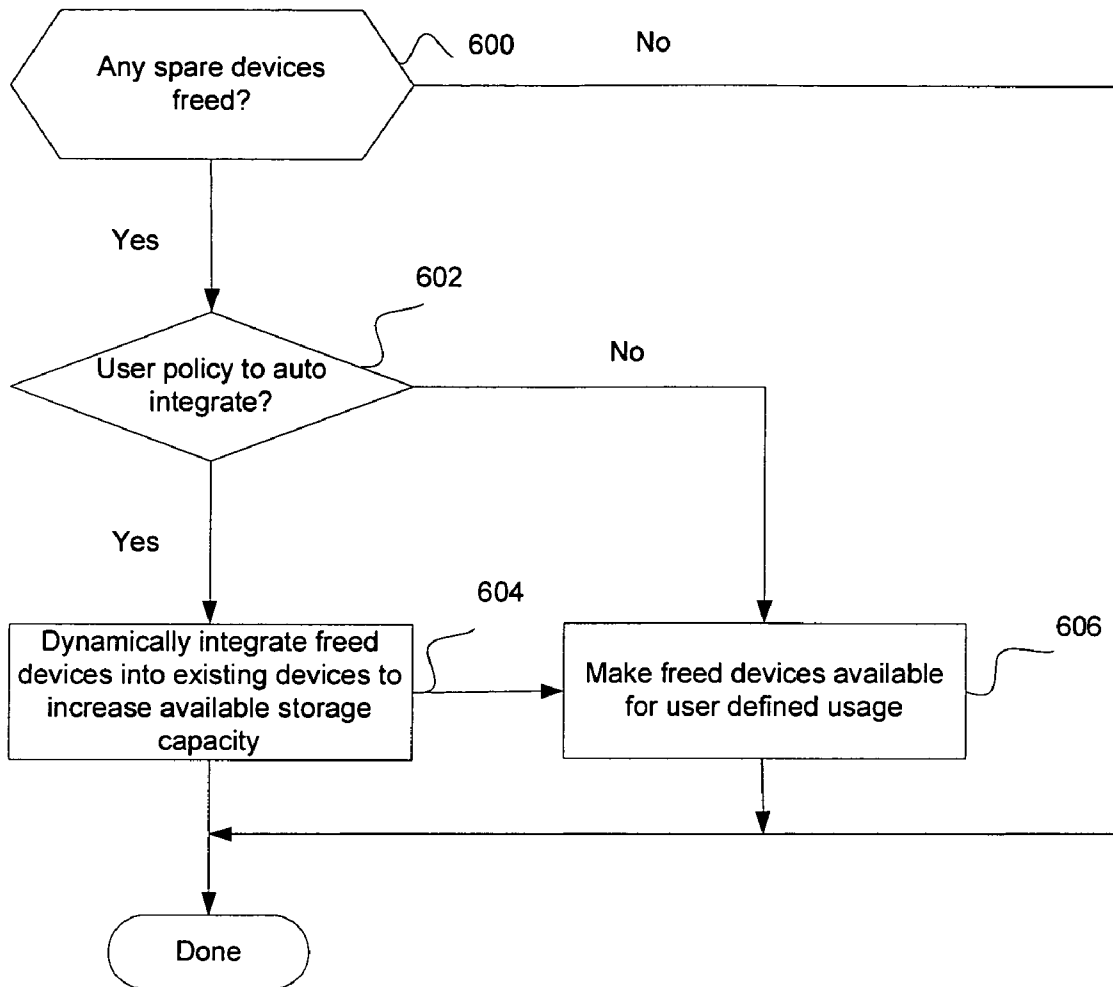 Any spare devices
freed?
600
No
Yes
602
User policy to auto
integrate?
No
Yes
604
Dynamically integrate freed
devices into existing devices to
increase available storage
capacity
606
Make freed devices available
for user defined usage
Done